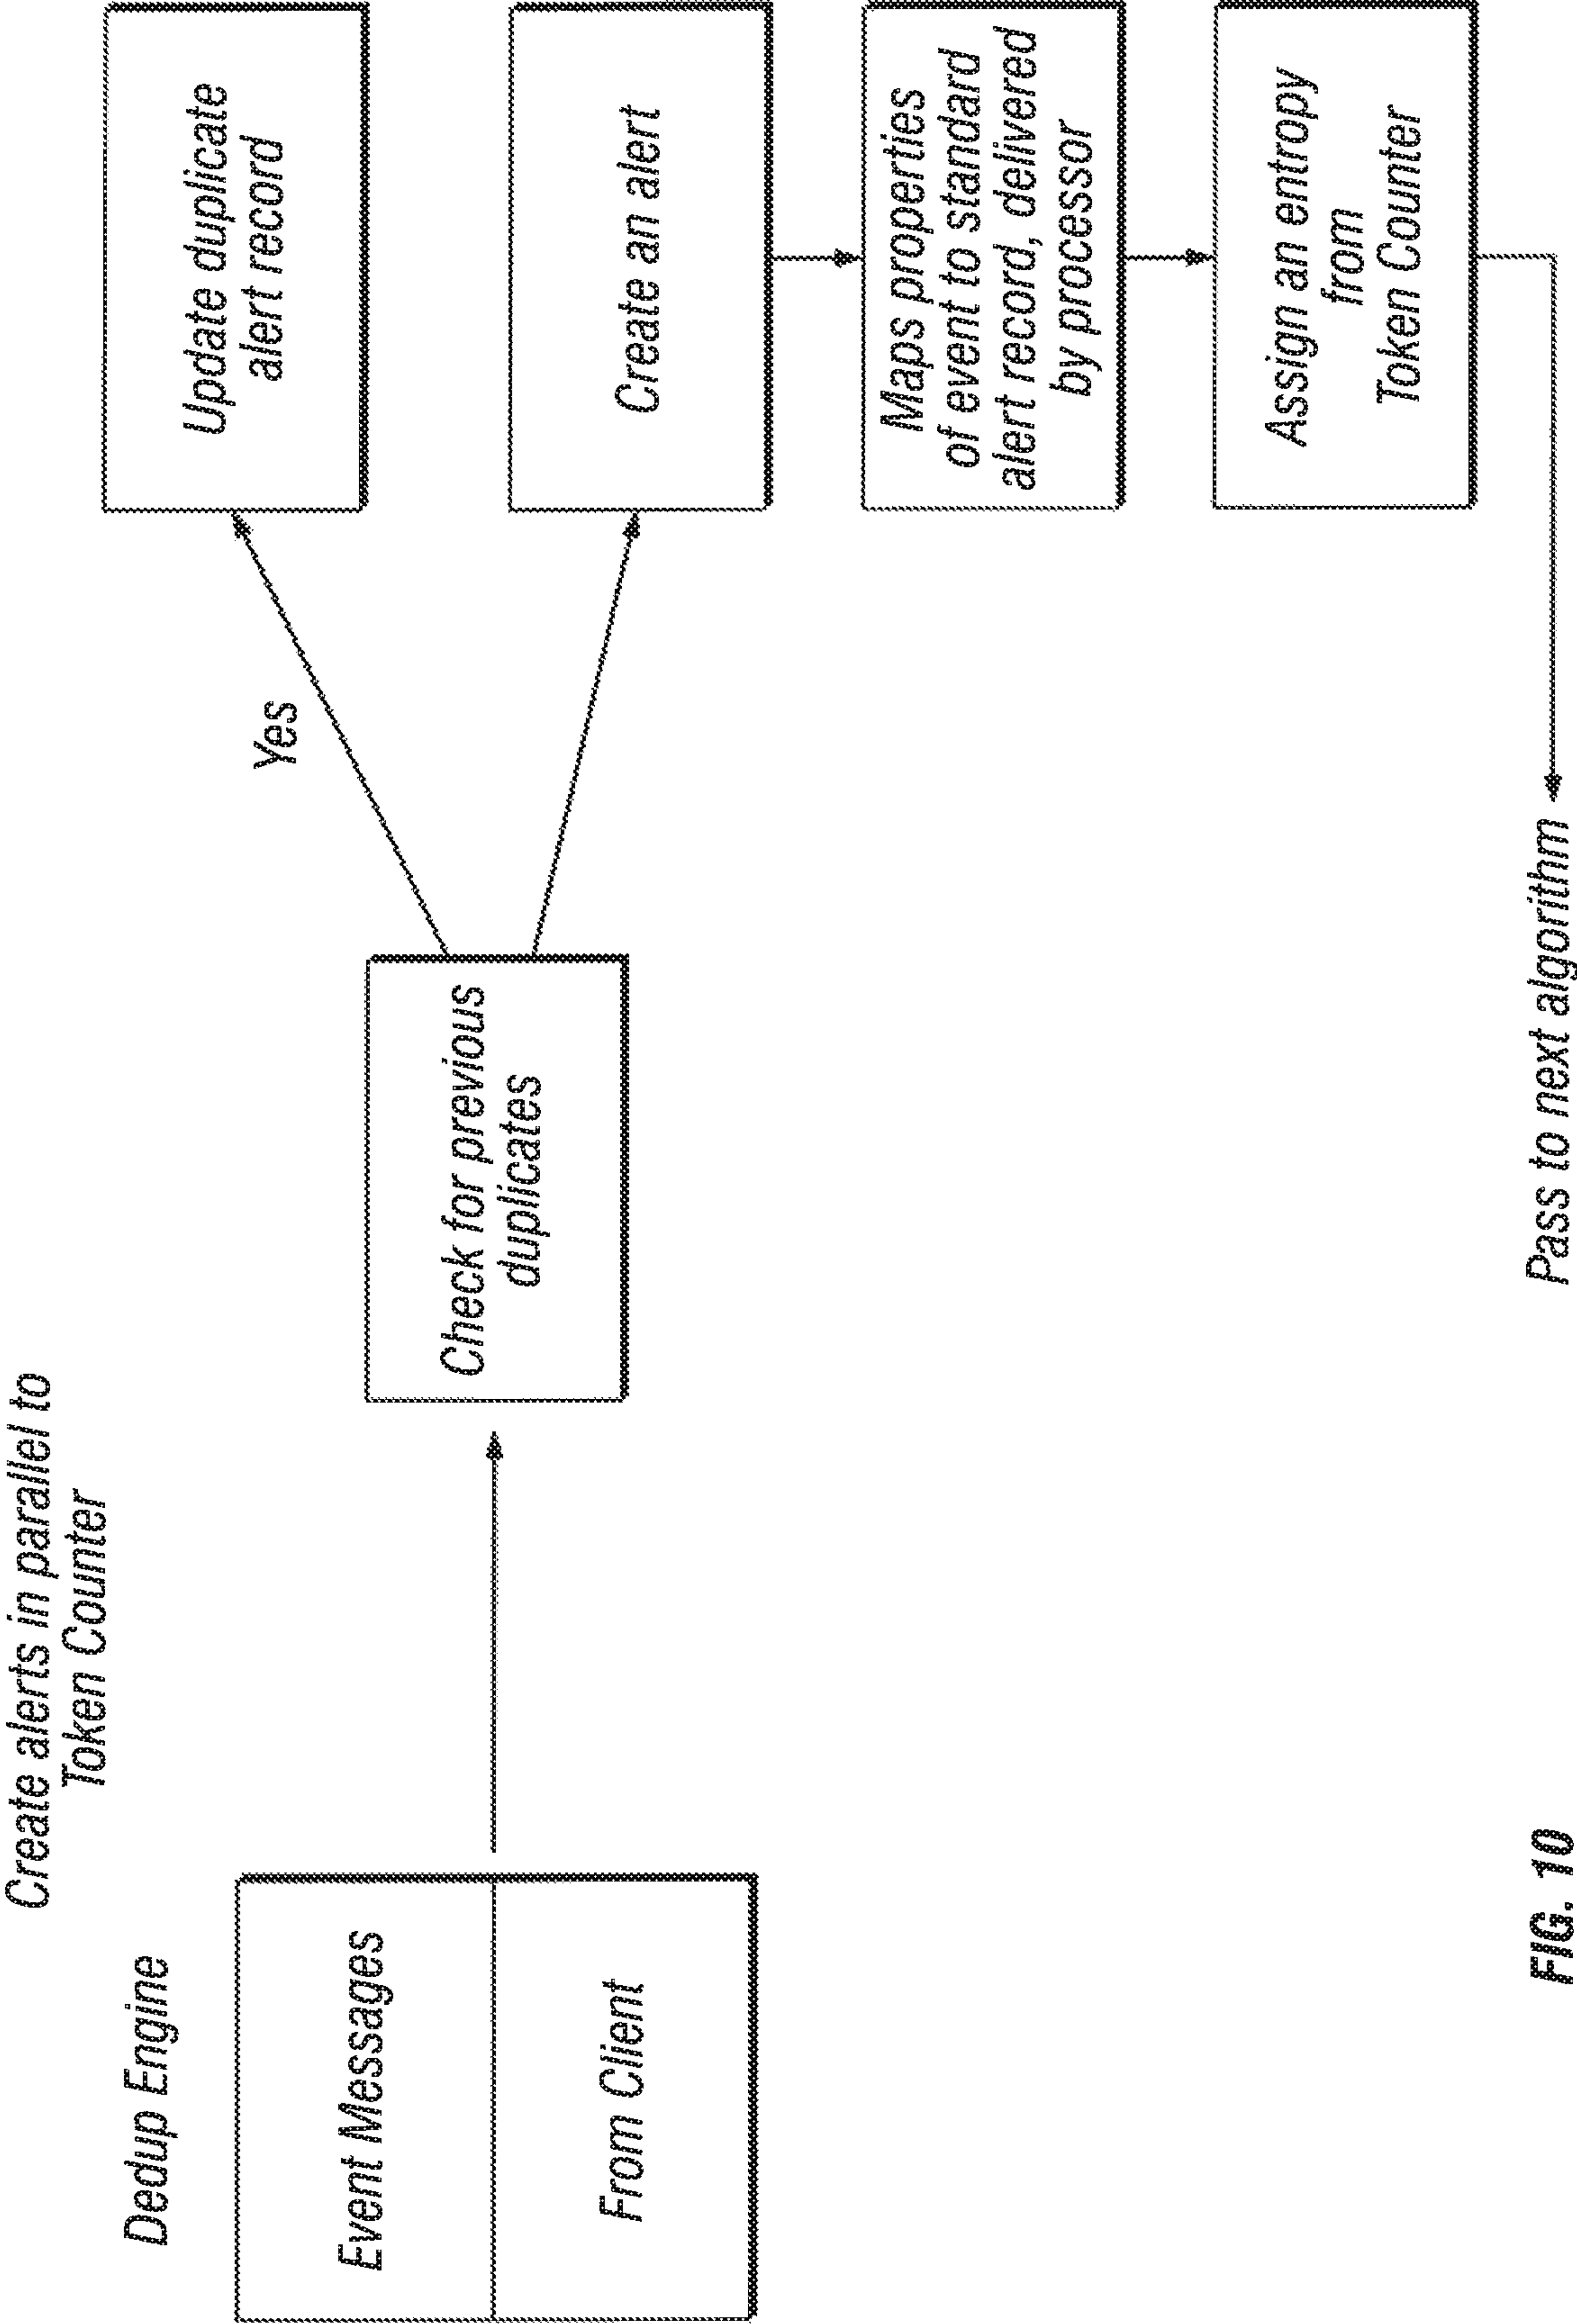 Create alerts in parallel to
Token Counter
Dedup Engine
Event Messages
From Client
Check for previous
duplicates
Yes
Update duplicate
alert record
Create an alert
Maps properties
of event to standard
alert record, delivered
by processor
Assign an entropy
from
Token Counter
Pass to next algorithm
FIG. 10